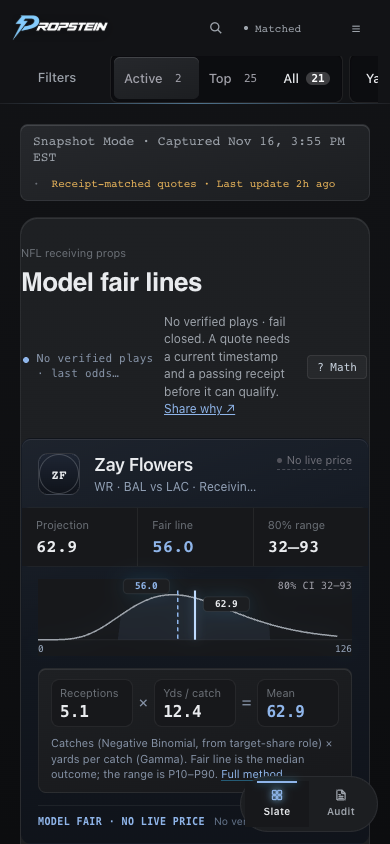 PROPSTEIN
• Matched
≡
Filters
Active 2
Top 25
All 21
Ya
Snapshot Mode · Captured Nov 16, 3:55 PM
EST
· Receipt-matched quotes · Last update 2h ago
NFL receiving props
Model fair lines
No verified plays
· last odds…
No verified plays · fail
closed. A quote needs
a current timestamp
and a passing receipt
before it can qualify.
Share why ↗
? Math
ZF
Zay Flowers
WR · BAL vs LAC · Receivin…
No live price
Projection
62.9
Fair line
56.0
80% range
32–93
56.0
62.9
80% CI 32–93
0
126
Receptions
5.1
×
Yds / catch
12.4
=
Mean
62.9
Catches (Negative Binomial, from target-share role) ×
yards per catch (Gamma). Fair line is the median
outcome; the range is P10–P90. Full method
MODEL FAIR · NO LIVE PRICE No ver
Slate
Audit